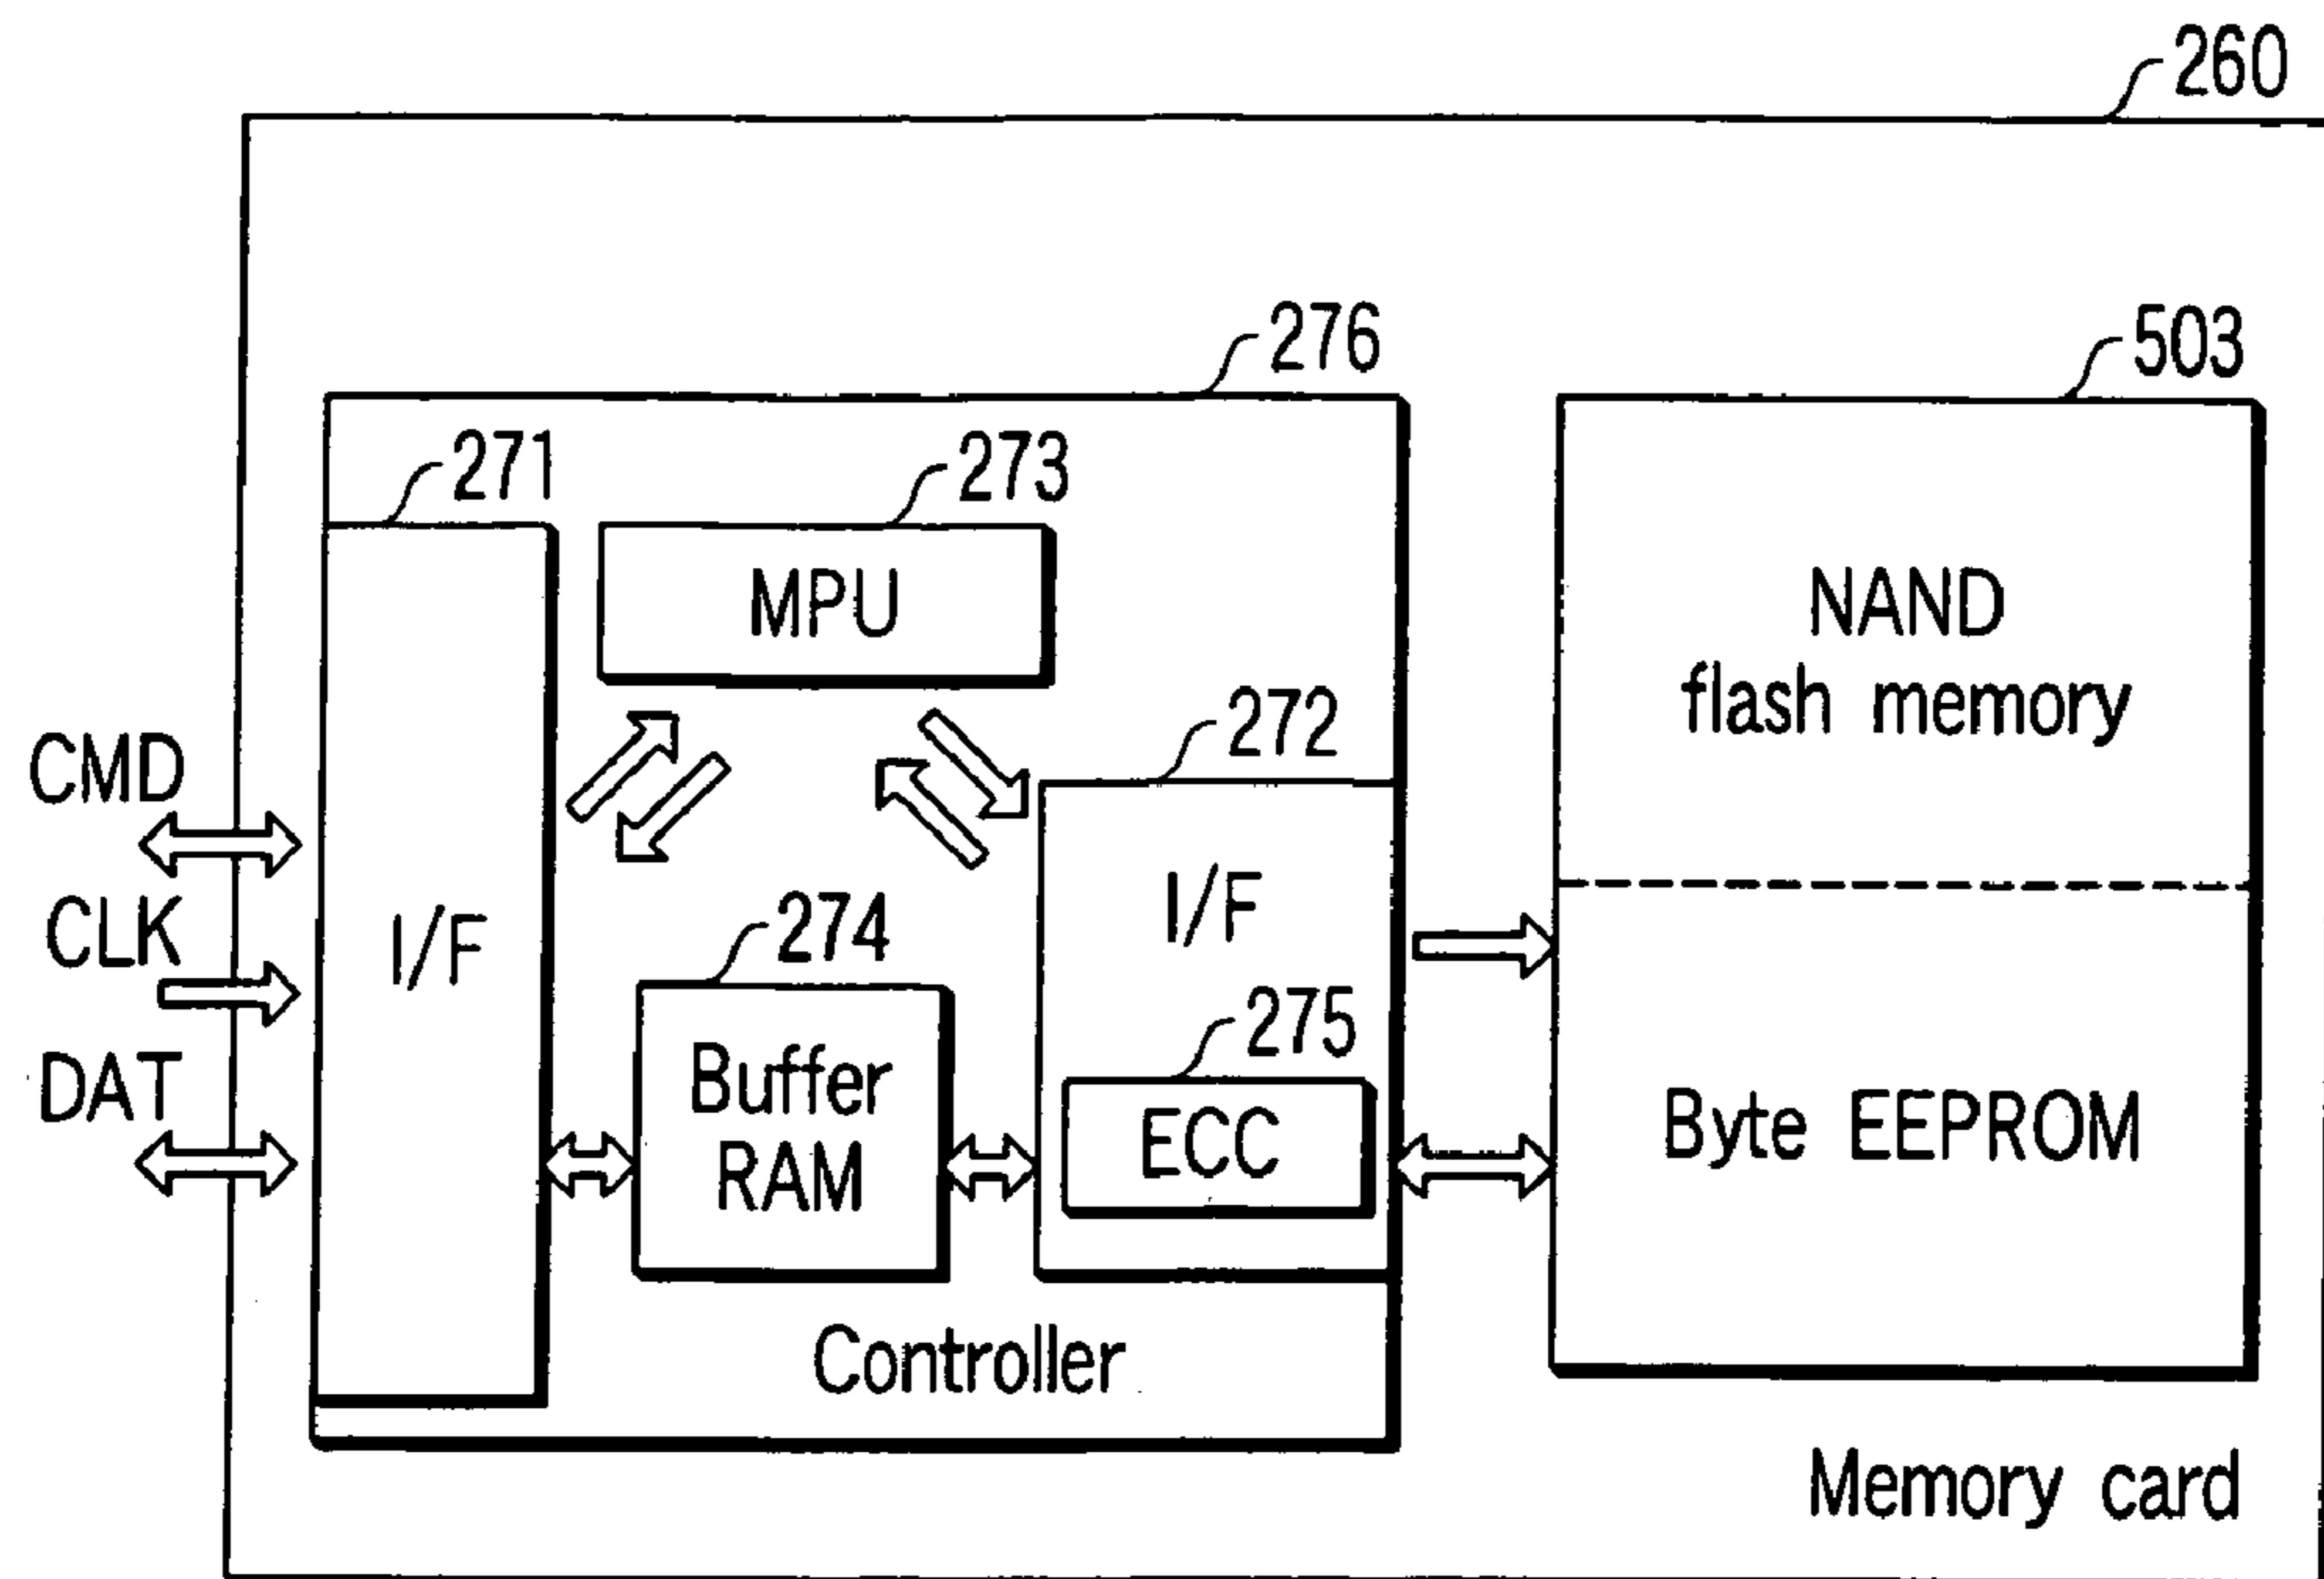 260
276
503
271
273
MPU
NAND
flash memory
272
CMD
I/F
274
CLK
I/F
275
Buffer
RAM
ECC
DAT
Byte EEPROM
Controller
Memory card